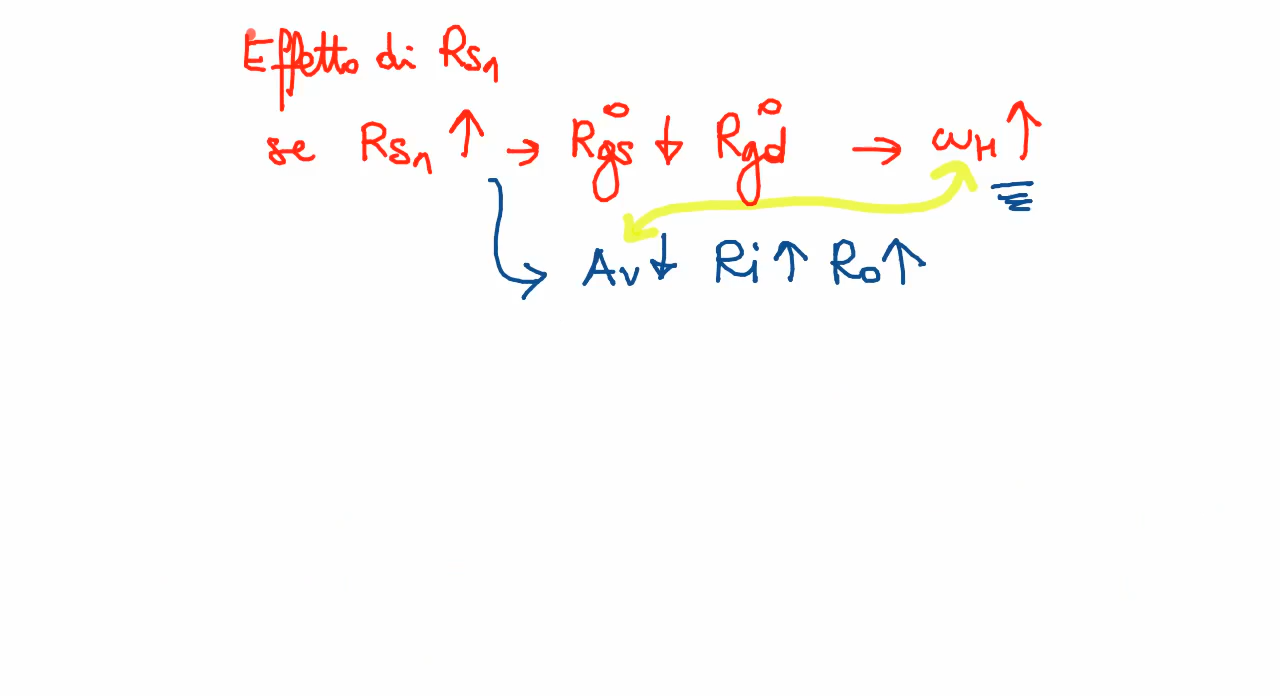 Effetto di Rs1
se Rs1 ↑ → Rgs° ↓ Rgd° → ωH ↑
Av ↓ Ri ↑ Ro ↑